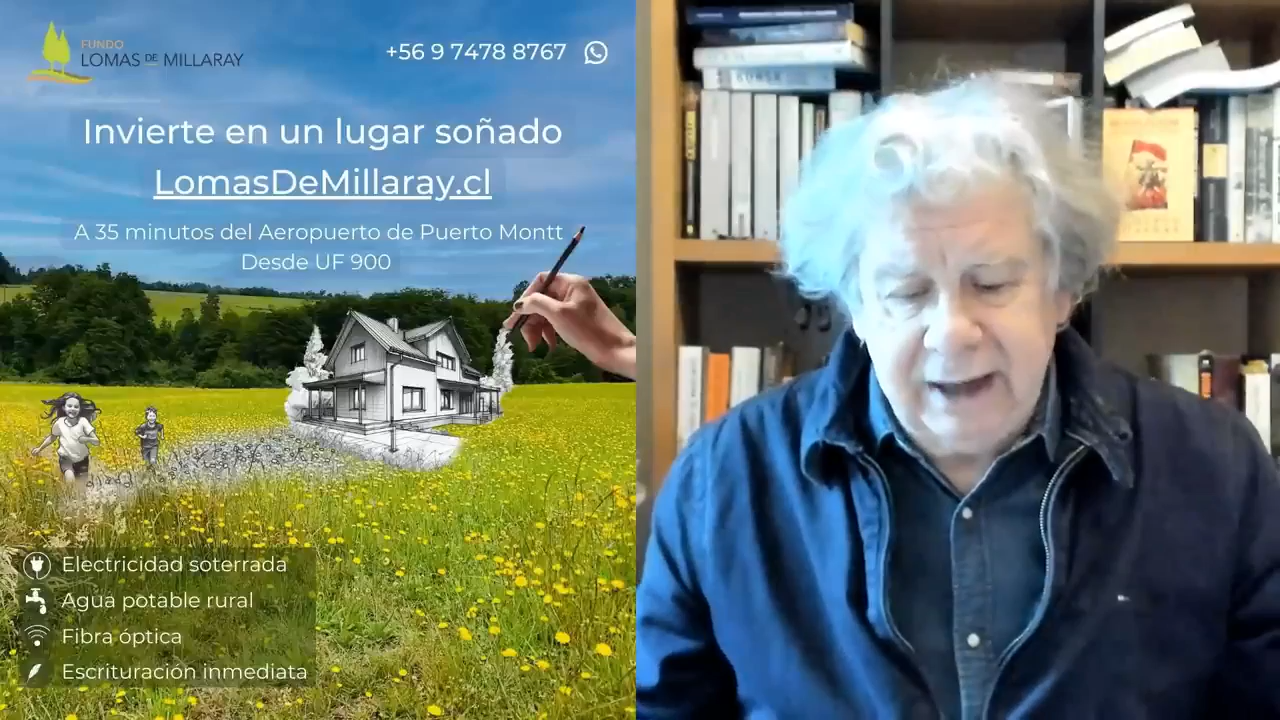 FUNDO
LOMAS DE MILLARAY
+56 9 7478 8767
Invierte en un lugar soñado
LomasDeMillaray.cl
A 35 minutos del Aeropuerto de Puerto Montt
Desde UF 900
Electricidad soterrada
Agua potable rural
Fibra óptica
Escrituración inmediata